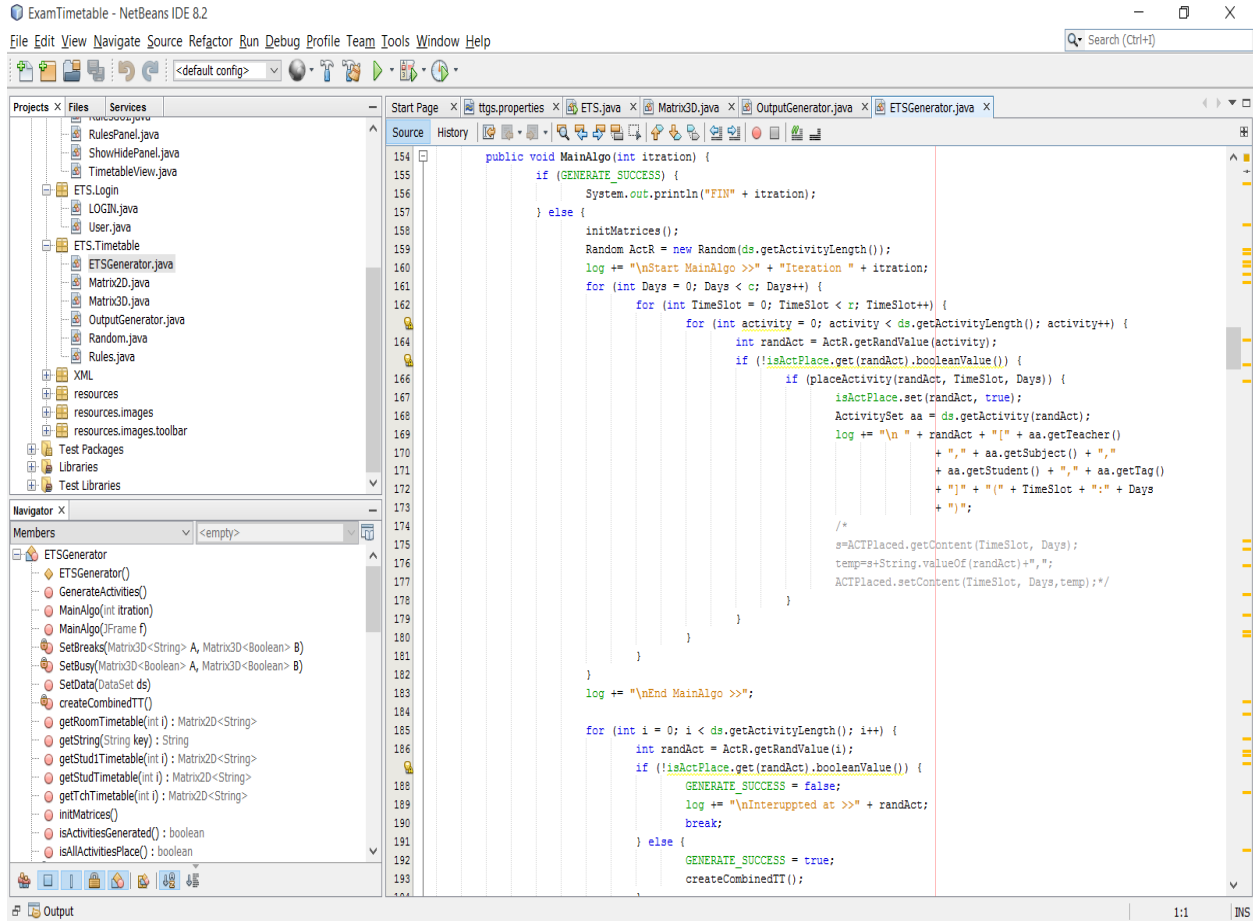 ExamTimetable - NetBeans IDE 8.2
File Edit View Navigate Source Refactor Run Debug Profile Team Tools Window Help
Search (Ctrl+I)
<default config>
Projects Files Services
RulesPanel.java
ShowHidePanel.java
TimetableView.java
ETS.Login
LOGIN.java
User.java
ETS.Timetable
ETSGenerator.java
Matrix2D.java
Matrix3D.java
OutputGenerator.java
Random.java
Rules.java
XML
resources
resources.images
resources.images.toolbar
Test Packages
Libraries
Test Libraries
Navigator
Members <empty>
ETSGenerator
ETSGenerator()
GenerateActivities()
MainAlgo(int itration)
MainAlgo(JFrame f)
SetBreaks(Matrix3D<String> A, Matrix3D<Boolean> B)
SetBusy(Matrix3D<Boolean> A, Matrix3D<Boolean> B)
SetData(DataSet ds)
createCombinedTT()
getRoomTimetable(int i) : Matrix2D<String>
getString(String key) : String
getStud1Timetable(int i) : Matrix2D<String>
getStudTimetable(int i) : Matrix2D<String>
getTchTimetable(int i) : Matrix2D<String>
initMatrices()
isActivitiesGenerated() : boolean
isAllActivitiesPlace() : boolean
Start Page ttgs.properties ETS.java Matrix3D.java OutputGenerator.java ETSGenerator.java
Source History
154 public void MainAlgo(int itration) {
155 if (GENERATE_SUCCESS) {
156 System.out.println("FIN" + itration);
157 } else {
158 initMatrices();
159 Random ActR = new Random(ds.getActivityLength());
160 log += "\nStart MainAlgo >>" + "Iteration " + itration;
161 for (int Days = 0; Days < c; Days++) {
162 for (int TimeSlot = 0; TimeSlot < r; TimeSlot++) {
for (int activity = 0; activity < ds.getActivityLength(); activity++) {
164 int randAct = ActR.getRandValue(activity);
if (!isActPlace.get(randAct).booleanValue()) {
166 if (placeActivity(randAct, TimeSlot, Days)) {
167 isActPlace.set(randAct, true);
168 ActivitySet aa = ds.getActivity(randAct);
169 log += "\n " + randAct + "[" + aa.getTeacher()
170 + "," + aa.getSubject() + ","
171 + aa.getStudent() + "," + aa.getTag()
172 + "]" + "(" + TimeSlot + ":" + Days
173 + ")";
174 /*
175 s=ACTPlaced.getContent(TimeSlot, Days);
176 temp=s+String.valueOf(randAct)+",";
177 ACTPlaced.setContent(TimeSlot, Days,temp);*/
178 }
179 }
180 }
181 }
182 }
183 log += "\nEnd MainAlgo >>";
184
185 for (int i = 0; i < ds.getActivityLength(); i++) {
186 int randAct = ActR.getRandValue(i);
if (!isActPlace.get(randAct).booleanValue()) {
188 GENERATE_SUCCESS = false;
189 log += "\nInteruppted at >>" + randAct;
190 break;
191 } else {
192 GENERATE_SUCCESS = true;
193 createCombinedTT();
Output
1:1 INS